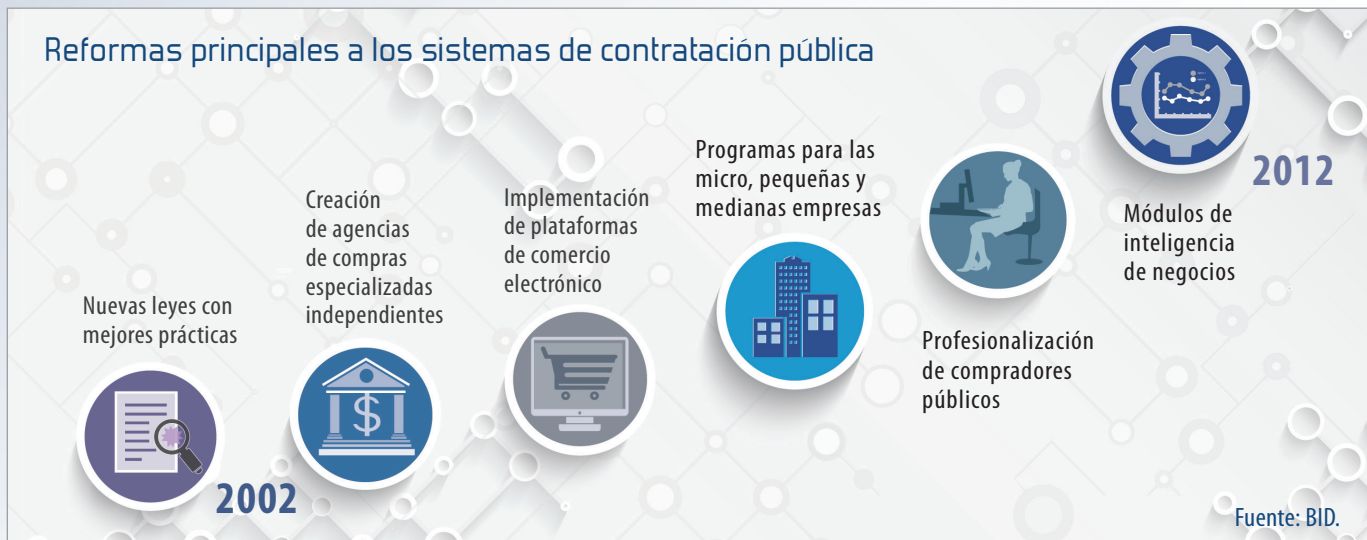 Reformas principales a los sistemas de contratación pública
Nuevas leyes con
mejores prácticas
2002
Creación
de agencias
de compras
especializadas
independientes
$
Implementación
de plataformas
de comercio
electrónico
Programas para las
micro, pequeñas y
medianas empresas
Profesionalización
de compradores
públicos
2012
Módulos de
inteligencia
de negocios
Fuente: BID.